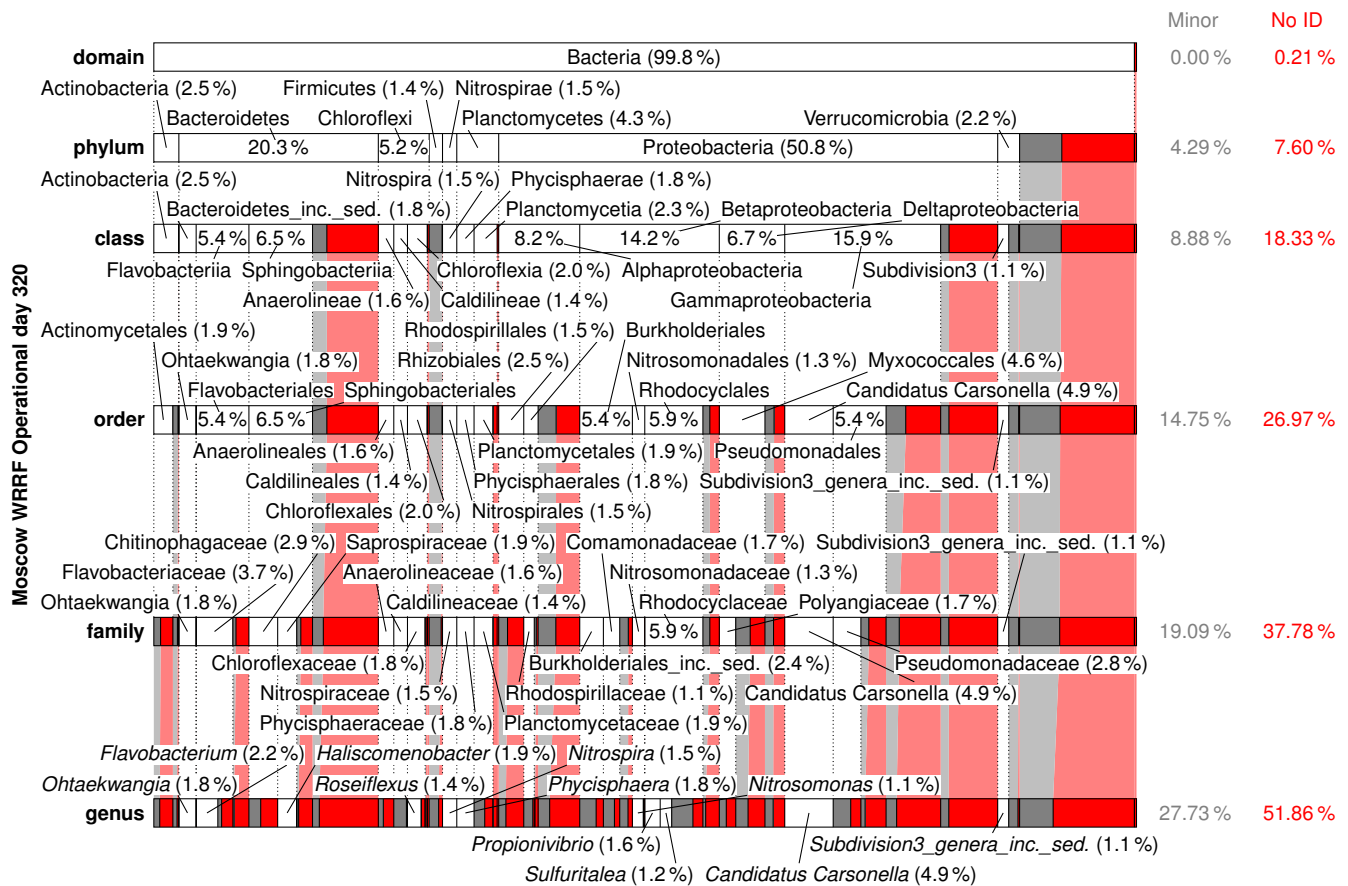 Minor No ID
domain Bacteria (99.8 %) 0.00 % 0.21 %
Actinobacteria (2.5 %) Firmicutes (1.4 %) Nitrospirae (1.5 %)
Bacteroidetes Chloroflexi Planctomycetes (4.3 %) Verrucomicrobia (2.2 %)
phylum 20.3 % 5.2 % Proteobacteria (50.8 %) 4.29 % 7.60 %
Actinobacteria (2.5 %) Nitrospira (1.5 %) Phycisphaerae (1.8 %)
Bacteroidetes_inc._sed. (1.8 %) Planctomycetia (2.3 %) Betaproteobacteria Deltaproteobacteria
class 5.4 % 6.5 % 8.2 % 14.2 % 6.7 % 15.9 % 8.88 % 18.33 %
Flavobacteriia Sphingobacteriia Chloroflexia (2.0 %) Alphaproteobacteria Subdivision3 (1.1 %)
Anaerolineae (1.6 %) Caldilineae (1.4 %) Gammaproteobacteria
Moscow WRRF Operational day 320
Actinomycetales (1.9 %) Rhodospirillales (1.5 %) Burkholderiales
Ohtaekwangia (1.8 %) Rhizobiales (2.5 %) Nitrosomonadales (1.3 %) Myxococcales (4.6 %)
Flavobacteriales Sphingobacteriales Rhodocyclales Candidatus Carsonella (4.9 %)
order 5.4 % 6.5 % 5.4 % 5.9 % 5.4 % 14.75 % 26.97 %
Anaerolineales (1.6 %) Planctomycetales (1.9 %) Pseudomonadales
Caldilineales (1.4 %) Phycisphaerales (1.8 %) Subdivision3_genera_inc._sed. (1.1 %)
Chloroflexales (2.0 %) Nitrospirales (1.5 %)
Chitinophagaceae (2.9 %) Saprospiraceae (1.9 %) Comamonadaceae (1.7 %) Subdivision3_genera_inc._sed. (1.1 %)
Flavobacteriaceae (3.7 %) Anaerolineaceae (1.6 %) Nitrosomonadaceae (1.3 %)
Ohtaekwangia (1.8 %) Caldilineaceae (1.4 %) Rhodocyclaceae Polyangiaceae (1.7 %)
family 5.9 % 19.09 % 37.78 %
Chloroflexaceae (1.8 %) Burkholderiales_inc._sed. (2.4 %) Pseudomonadaceae (2.8 %)
Nitrospiraceae (1.5 %) Rhodospirillaceae (1.1 %) Candidatus Carsonella (4.9 %)
Phycisphaeraceae (1.8 %) Planctomycetaceae (1.9 %)
Flavobacterium (2.2 %) Haliscomenobacter (1.9 %) Nitrospira (1.5 %)
Ohtaekwangia (1.8 %) Roseiflexus (1.4 %) Phycisphaera (1.8 %) Nitrosomonas (1.1 %)
genus 27.73 % 51.86 %
Propionivibrio (1.6 %) Subdivision3_genera_inc._sed. (1.1 %)
Sulfuritalea (1.2 %) Candidatus Carsonella (4.9 %)